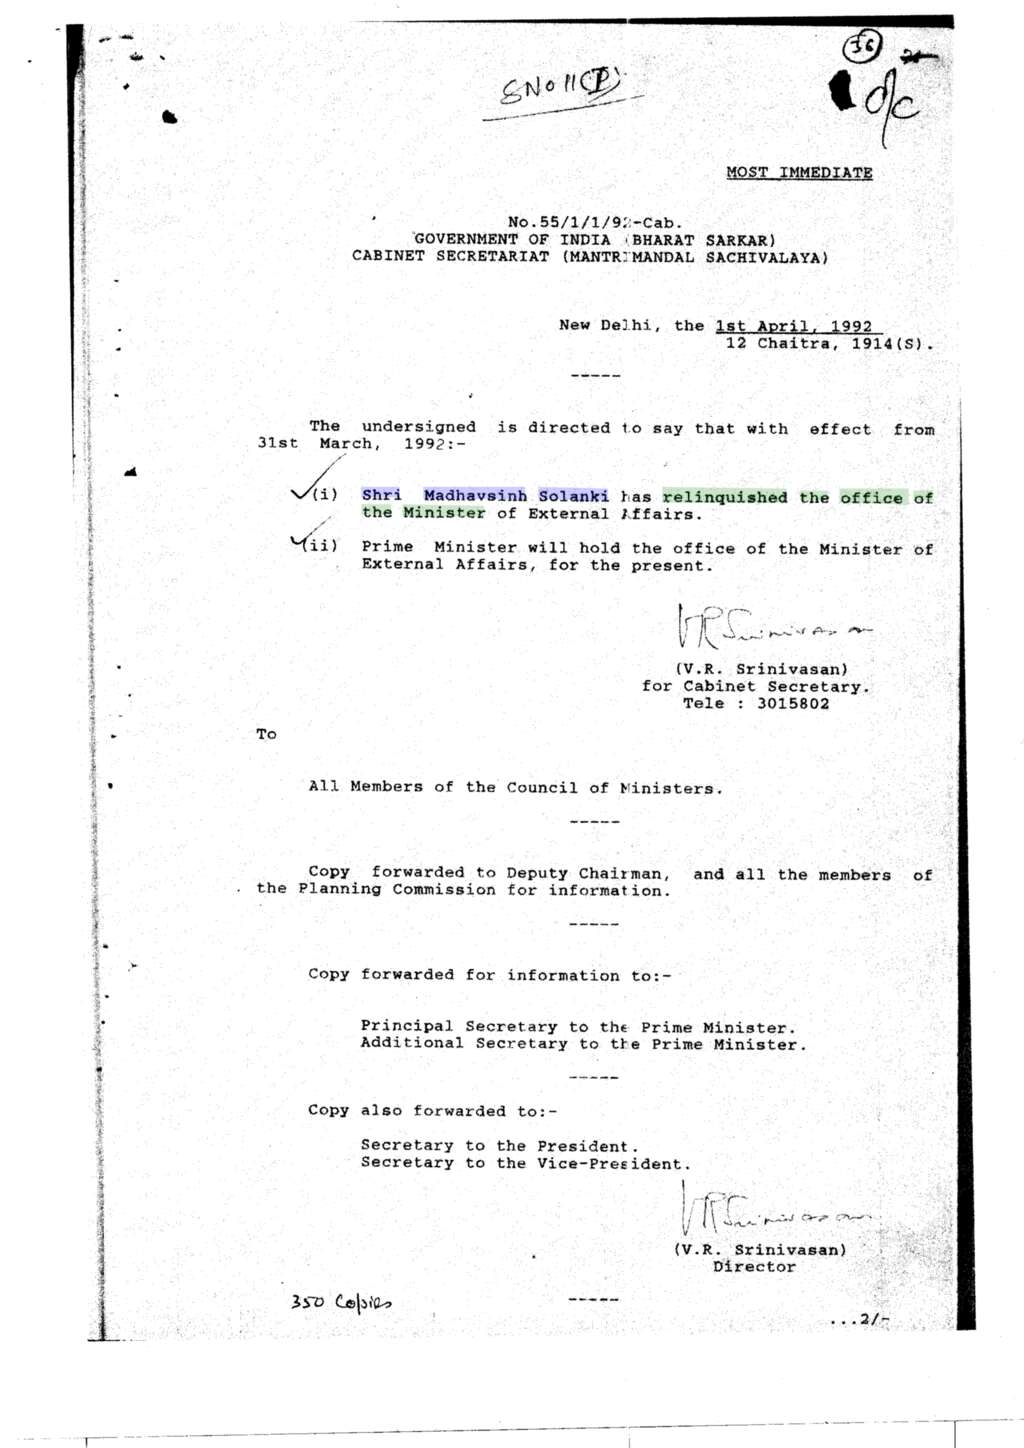 36
SNo 11(P)
O/C
MOST IMMEDIATE
No.55/1/1/92-Cab.
GOVERNMENT OF INDIA (BHARAT SARKAR)
CABINET SECRETARIAT (MANTRIMANDAL SACHIVALAYA)
New Delhi, the 1st April, 1992
12 Chaitra, 1914(S).
-----
The undersigned is directed to say that with effect from
31st March, 1992:-
(i) Shri Madhavsinh Solanki has relinquished the office of
the Minister of External Affairs.
(ii) Prime Minister will hold the office of the Minister of
External Affairs, for the present.
VR Srinivasan
(V.R. Srinivasan)
for Cabinet Secretary.
Tele : 3015802
To
All Members of the Council of Ministers.
-----
Copy forwarded to Deputy Chairman, and all the members of
the Planning Commission for information.
-----
Copy forwarded for information to:-
Principal Secretary to the Prime Minister.
Additional Secretary to the Prime Minister.
-----
Copy also forwarded to:-
Secretary to the President.
Secretary to the Vice-President.
VR Srinivasan
(V.R. Srinivasan)
Director
350 Copies
-----
...2/-